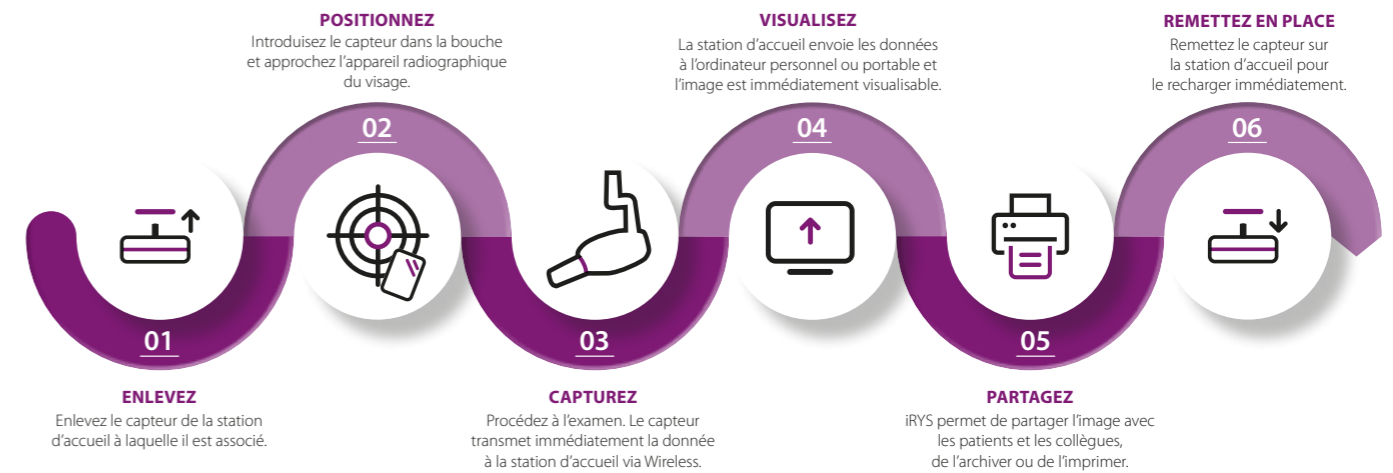 01
ENLEVEZ
Enlevez le capteur de la station
d'accueil à laquelle il est associé.
POSITIONNEZ
Introduisez le capteur dans la bouche
et approchez l'appareil radiographique
du visage.
02
03
CAPTUREZ
Procédez à l'examen. Le capteur
transmet immédiatement la donnée
à la station d'accueil via Wireless.
VISUALISEZ
La station d'accueil envoie les données
à l'ordinateur personnel ou portable et
l'image est immédiatement visualisable.
04
05
PARTAGEZ
iRYS permet de partager l'image avec
les patients et les collègues,
de l'archiver ou de l'imprimer.
REMETTEZ EN PLACE
Remettez le capteur sur
la station d'accueil pour
le recharger immédiatement.
06